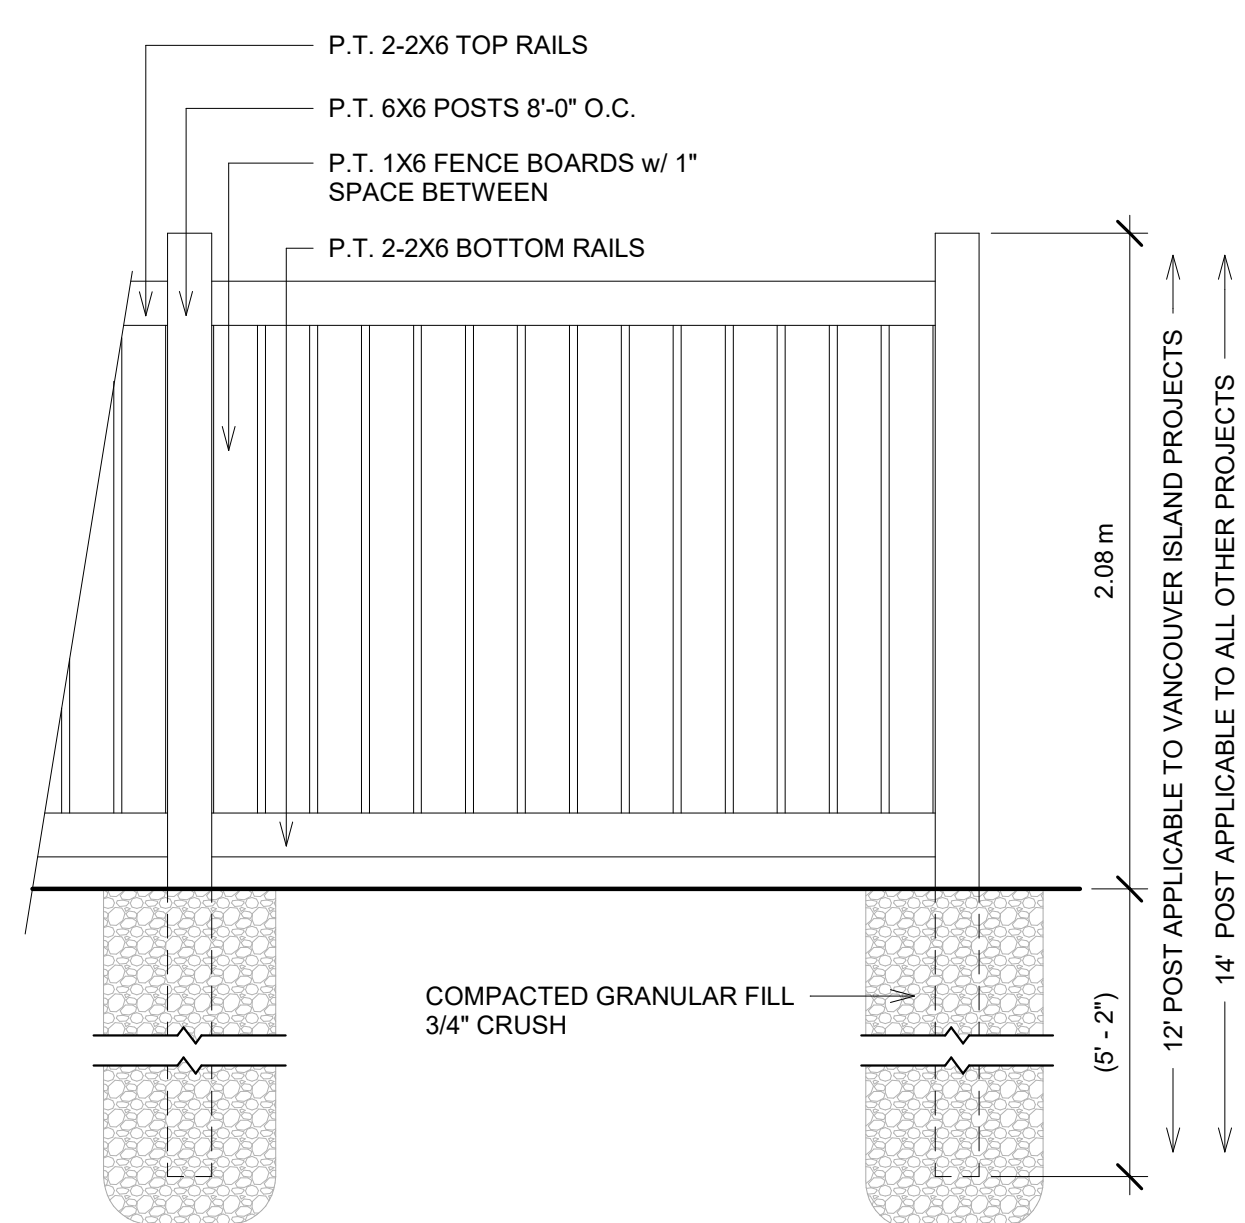 P.T. 2-2X6 TOP RAILS
P.T. 6X6 POSTS 8'-0" O.C.
P.T. 1X6 FENCE BOARDS w/ 1"
SPACE BETWEEN
P.T. 2-2X6 BOTTOM RAILS
2.08 m
12' POST APPLICABLE TO VANCOUVER ISLAND PROJECTS
14' POST APPLICABLE TO ALL OTHER PROJECTS
COMPACTED GRANULAR FILL
3/4" CRUSH
(5' - 2")